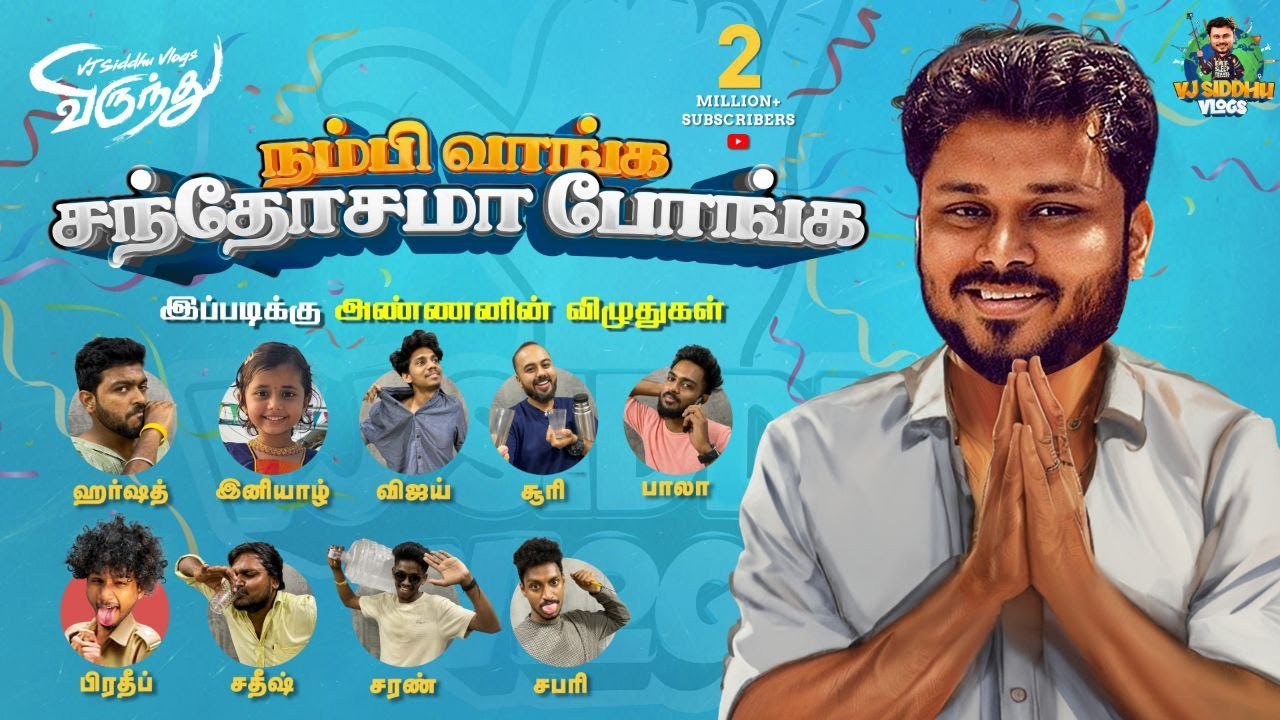 VJ Siddhu Vlogs
விருந்து
2
MILLION+
SUBSCRIBERS
VJ SIDDHU
VLOGS
நம்பி வாங்க
சந்தோசமா போங்க
இப்படிக்கு அண்ணனின் விழுதுகள்
ஹர்ஷத் இனியாழ் விஜய் சூரி பாலா
பிரதீப் சதீஷ் சரண் சபரி